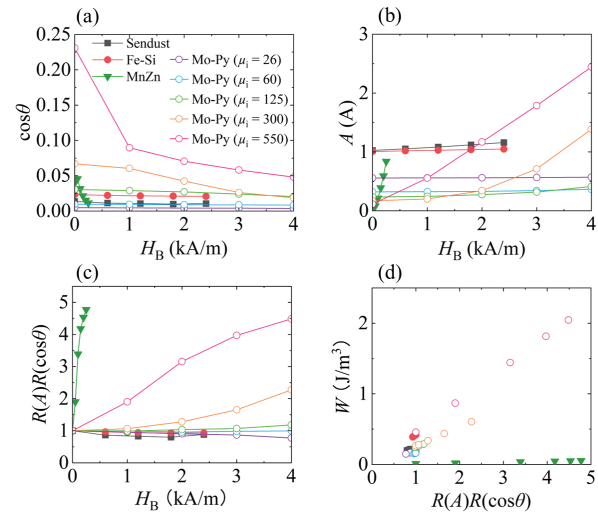 (a)
(b)
Sendust
Fe-Si
MnZn
Mo-Py (μi = 26)
Mo-Py (μi = 60)
Mo-Py (μi = 125)
Mo-Py (μi = 300)
Mo-Py (μi = 550)
0.25
0.20
0.15
0.10
0.05
0.00
cosθ
0 1 2 3 4
HB (kA/m)
3
2
1
0
A (A)
0 1 2 3 4
HB (kA/m)
(c)
(d)
5
4
3
2
1
0
R(A)R(cosθ)
0 1 2 3 4
HB (kA/m)
2
1
0
W (J/m³)
0 1 2 3 4 5
R(A)R(cosθ)